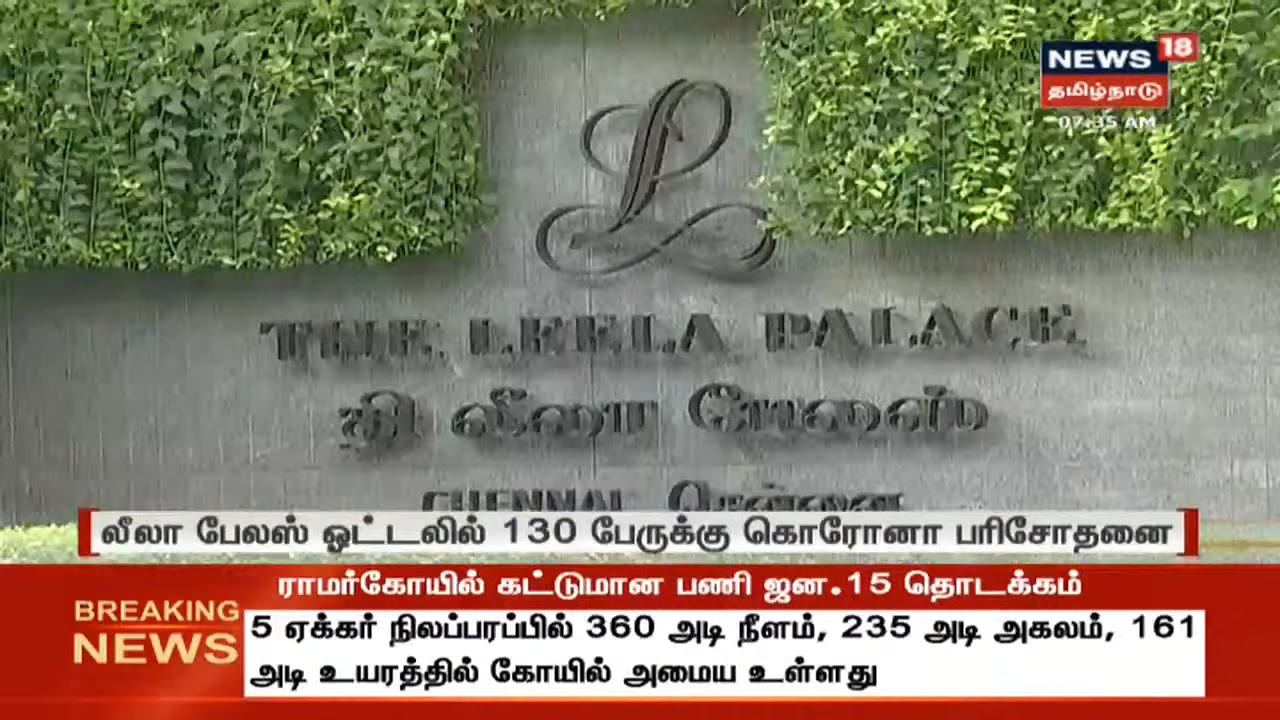 NEWS 18
தமிழ்நாடு
07:35 AM
L
THE LEELA PALACE
தி லீலா பேலஸ்
CHENNAI சென்னை
லீலா பேலஸ் ஓட்டலில் 130 பேருக்கு கொரோனா பரிசோதனை
ராமர்கோயில் கட்டுமான பணி ஜன.15 தொடக்கம்
BREAKING
NEWS
5 ஏக்கர் நிலப்பரப்பில் 360 அடி நீளம், 235 அடி அகலம், 161
அடி உயரத்தில் கோயில் அமைய உள்ளது